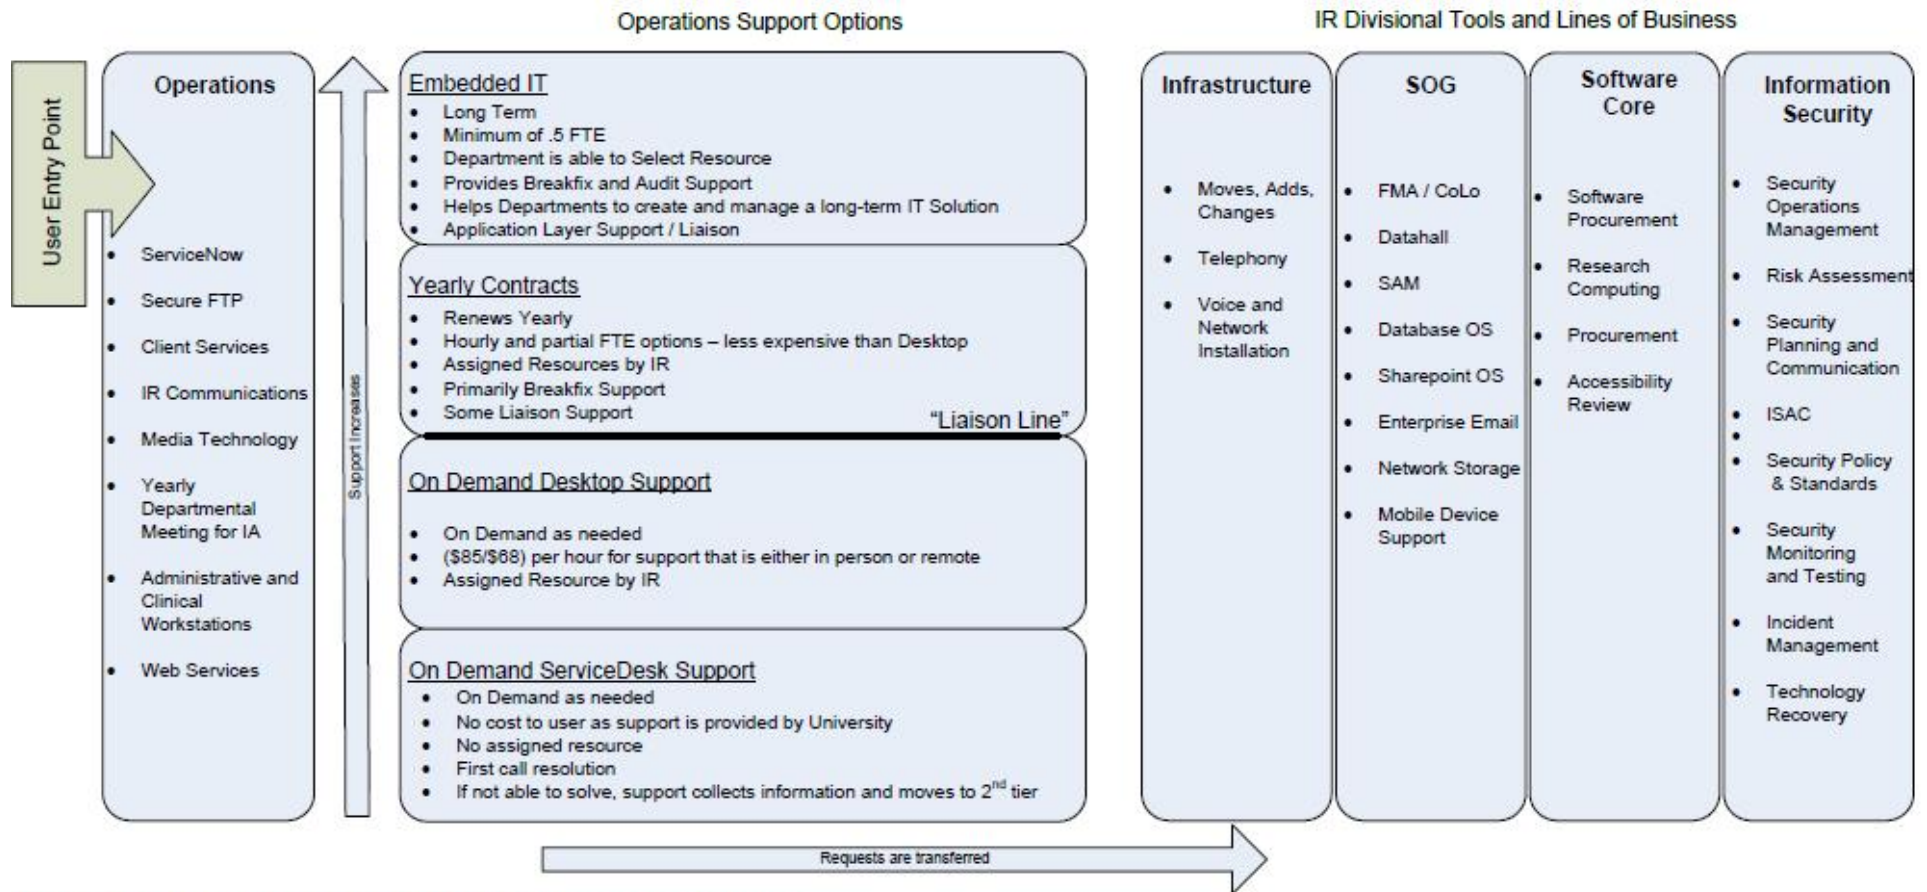 Operations Support Options
IR Divisional Tools and Lines of Business
User Entry Point
Operations
• ServiceNow
• Secure FTP
• Client Services
• IR Communications
• Media Technology
• Yearly
Departmental
Meeting for IA
• Administrative and
Clinical
Workstations
• Web Services
Support Increases
Embedded IT
• Long Term
• Minimum of .5 FTE
• Department is able to Select Resource
• Provides Breakfix and Audit Support
• Helps Departments to create and manage a long-term IT Solution
• Application Layer Support / Liaison
Yearly Contracts
• Renews Yearly
• Hourly and partial FTE options – less expensive than Desktop
• Assigned Resources by IR
• Primarily Breakfix Support
• Some Liaison Support
“Liaison Line”
On Demand Desktop Support
• On Demand as needed
• ($85/$68) per hour for support that is either in person or remote
• Assigned Resource by IR
On Demand ServiceDesk Support
• On Demand as needed
• No cost to user as support is provided by University
• No assigned resource
• First call resolution
• If not able to solve, support collects information and moves to 2nd tier
Infrastructure
• Moves, Adds,
Changes
• Telephony
• Voice and
Network
Installation
SOG
• FMA / CoLo
• Datahall
• SAM
• Database OS
• Sharepoint OS
• Enterprise Email
• Network Storage
• Mobile Device
Support
Software
Core
• Software
Procurement
• Research
Computing
• Procurement
• Accessibility
Review
Information
Security
• Security
Operations
Management
• Risk Assessment
• Security
Planning and
Communication
• ISAC
•
• Security Policy
& Standards
• Security
Monitoring
and Testing
• Incident
Management
• Technology
Recovery
Requests are transferred